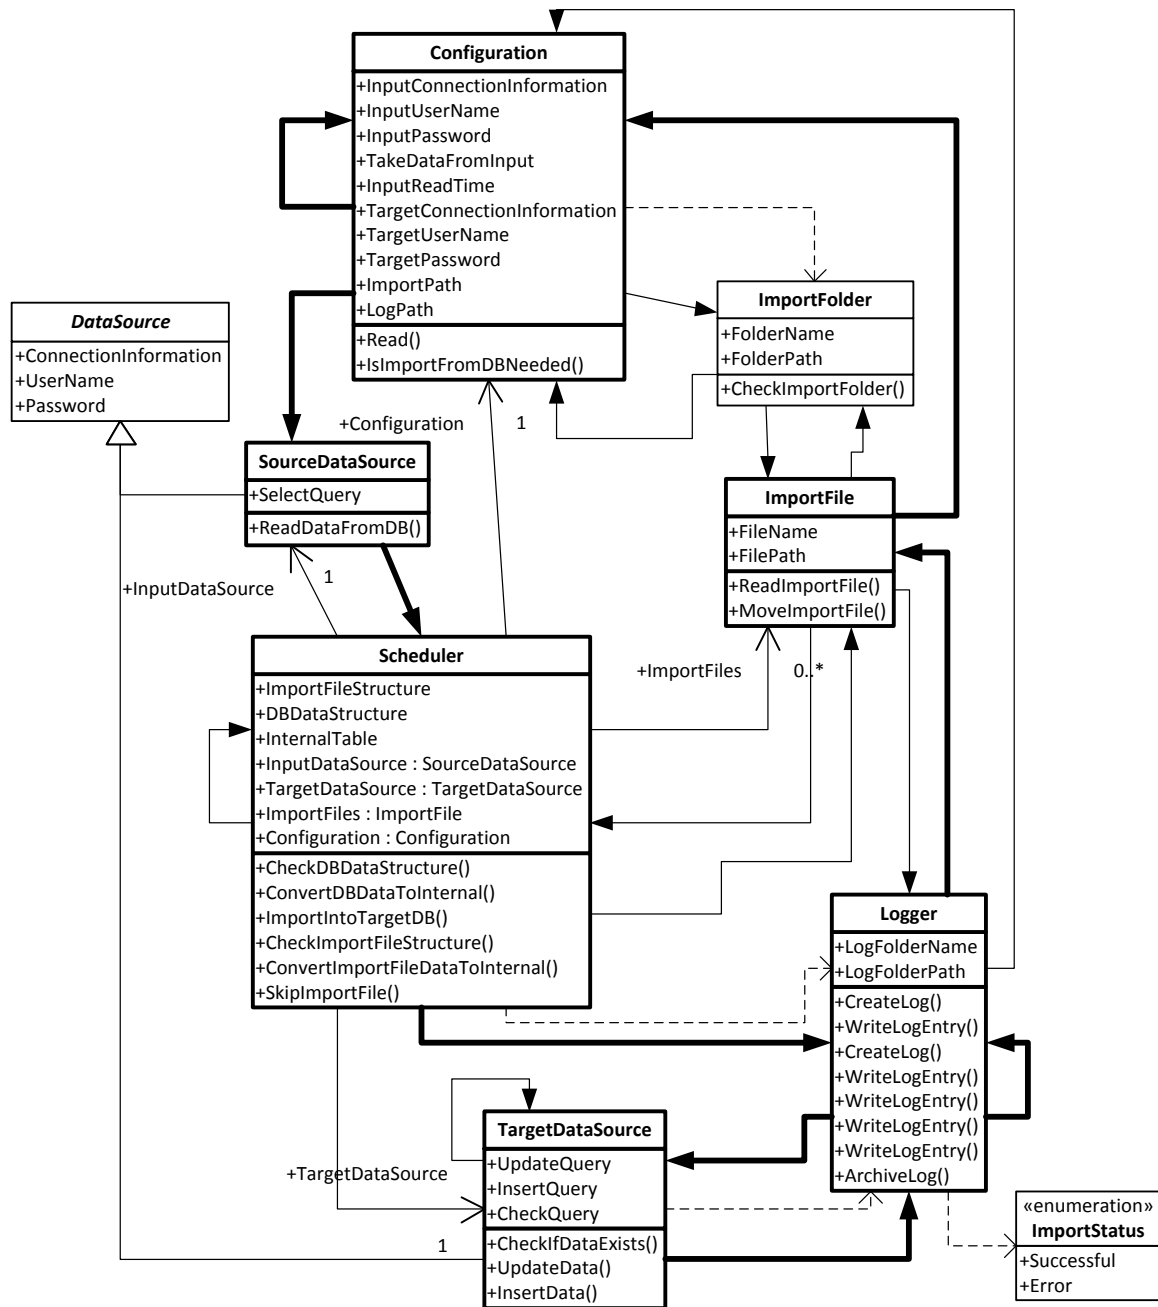 Configuration
+InputConnectionInformation
+InputUserName
+InputPassword
+TakeDataFromInput
+InputReadTime
+TargetConnectionInformation
+TargetUserName
+TargetPassword
+ImportPath
+LogPath
+Read()
+IsImportFromDBNeeded()
ImportFolder
+FolderName
+FolderPath
+CheckImportFolder()
DataSource
+ConnectionInformation
+UserName
+Password
+Configuration
1
SourceDataSource
+SelectQuery
+ReadDataFromDB()
ImportFile
+FileName
+FilePath
+ReadImportFile()
+MoveImportFile()
+InputDataSource
1
Scheduler
+ImportFileStructure
+DBDataStructure
+InternalTable
+InputDataSource : SourceDataSource
+TargetDataSource : TargetDataSource
+ImportFiles : ImportFile
+Configuration : Configuration
+CheckDBDataStructure()
+ConvertDBDataToInternal()
+ImportIntoTargetDB()
+CheckImportFileStructure()
+ConvertImportFileDataToInternal()
+SkipImportFile()
+ImportFiles
0..*
Logger
+LogFolderName
+LogFolderPath
+CreateLog()
+WriteLogEntry()
+CreateLog()
+WriteLogEntry()
+WriteLogEntry()
+WriteLogEntry()
+WriteLogEntry()
+ArchiveLog()
TargetDataSource
+UpdateQuery
+InsertQuery
+CheckQuery
+CheckIfDataExists()
+UpdateData()
+InsertData()
+TargetDataSource
1
«enumeration»
ImportStatus
+Successful
+Error